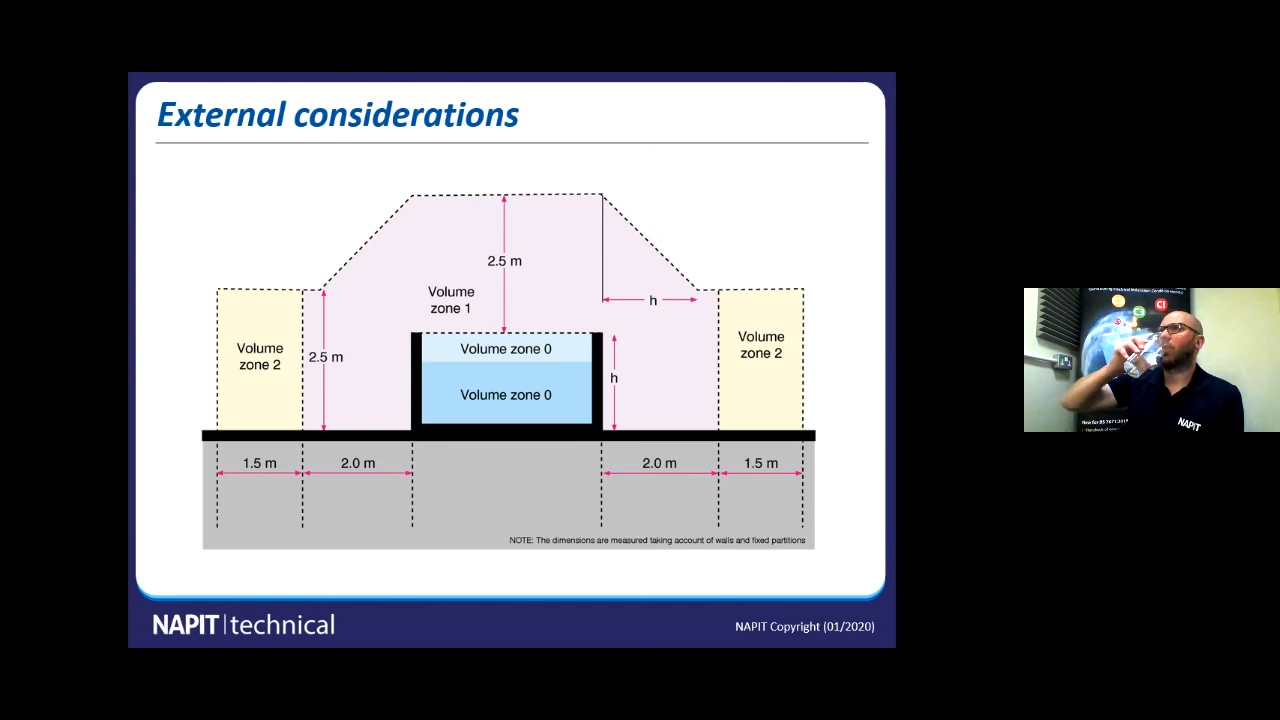 External considerations
2.5 m
Volume
zone 1
h
Volume zone 0
Volume
zone 2
2.5 m
Volume zone 0
h
Volume
zone 2
1.5 m
2.0 m
2.0 m
1.5 m
NOTE: The dimensions are measured taking account of walls and fixed partitions
NAPIT | technical
NAPIT Copyright (01/2020)
NAPIT